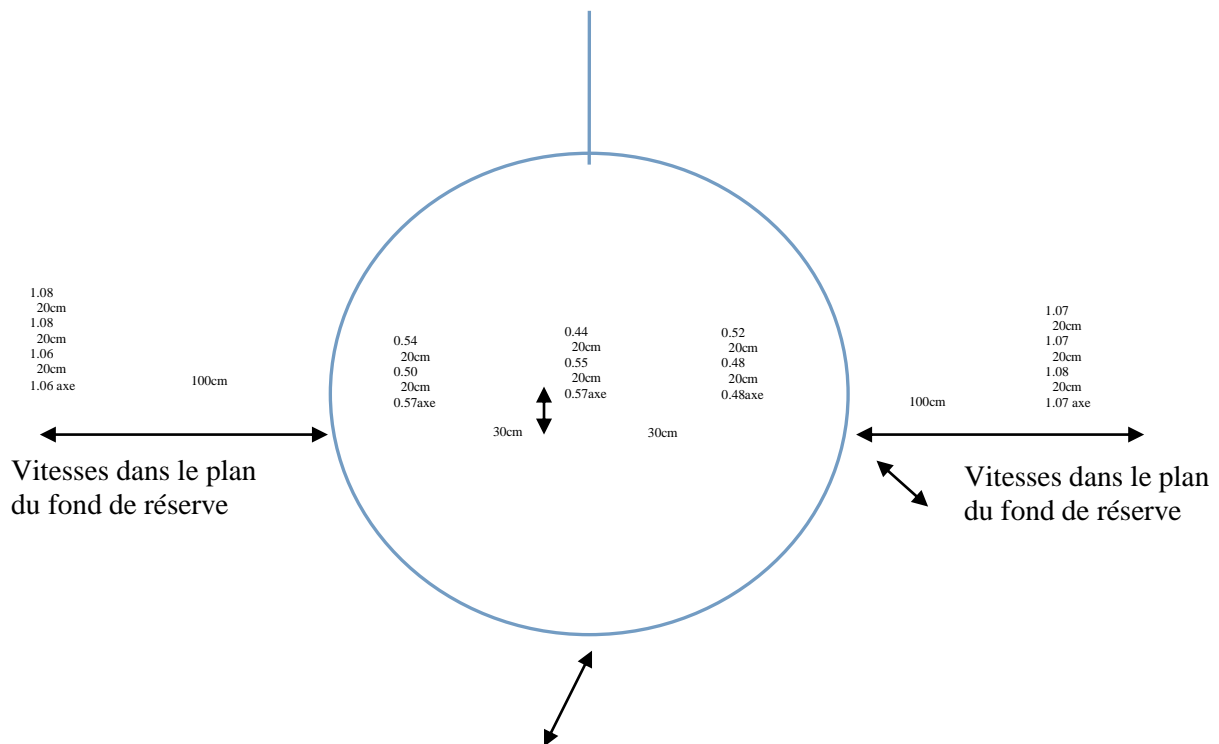 1.08
20cm
1.08
20cm
1.06
20cm
1.06 axe
100cm
Vitesses dans le plan
du fond de réserve
0.54
20cm
0.50
20cm
0.57axe
30cm
0.44
20cm
0.55
20cm
0.57axe
30cm
0.52
20cm
0.48
20cm
0.48axe
100cm
1.07
20cm
1.07
20cm
1.08
20cm
1.07 axe
Vitesses dans le plan
du fond de réserve